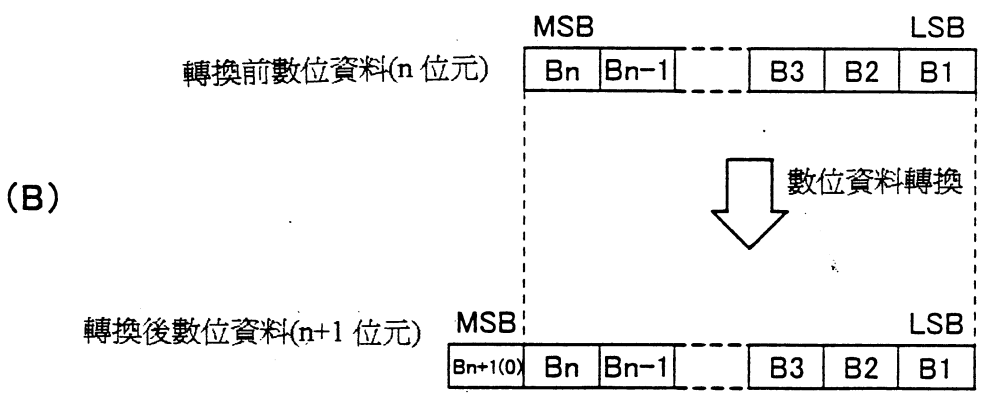 MSB LSB
轉換前數位資料(n 位元) Bn Bn-1 B3 B2 B1
(B)
數位資料轉換
轉換後數位資料(n+1 位元) MSB LSB
Bn+1(0) Bn Bn-1 B3 B2 B1